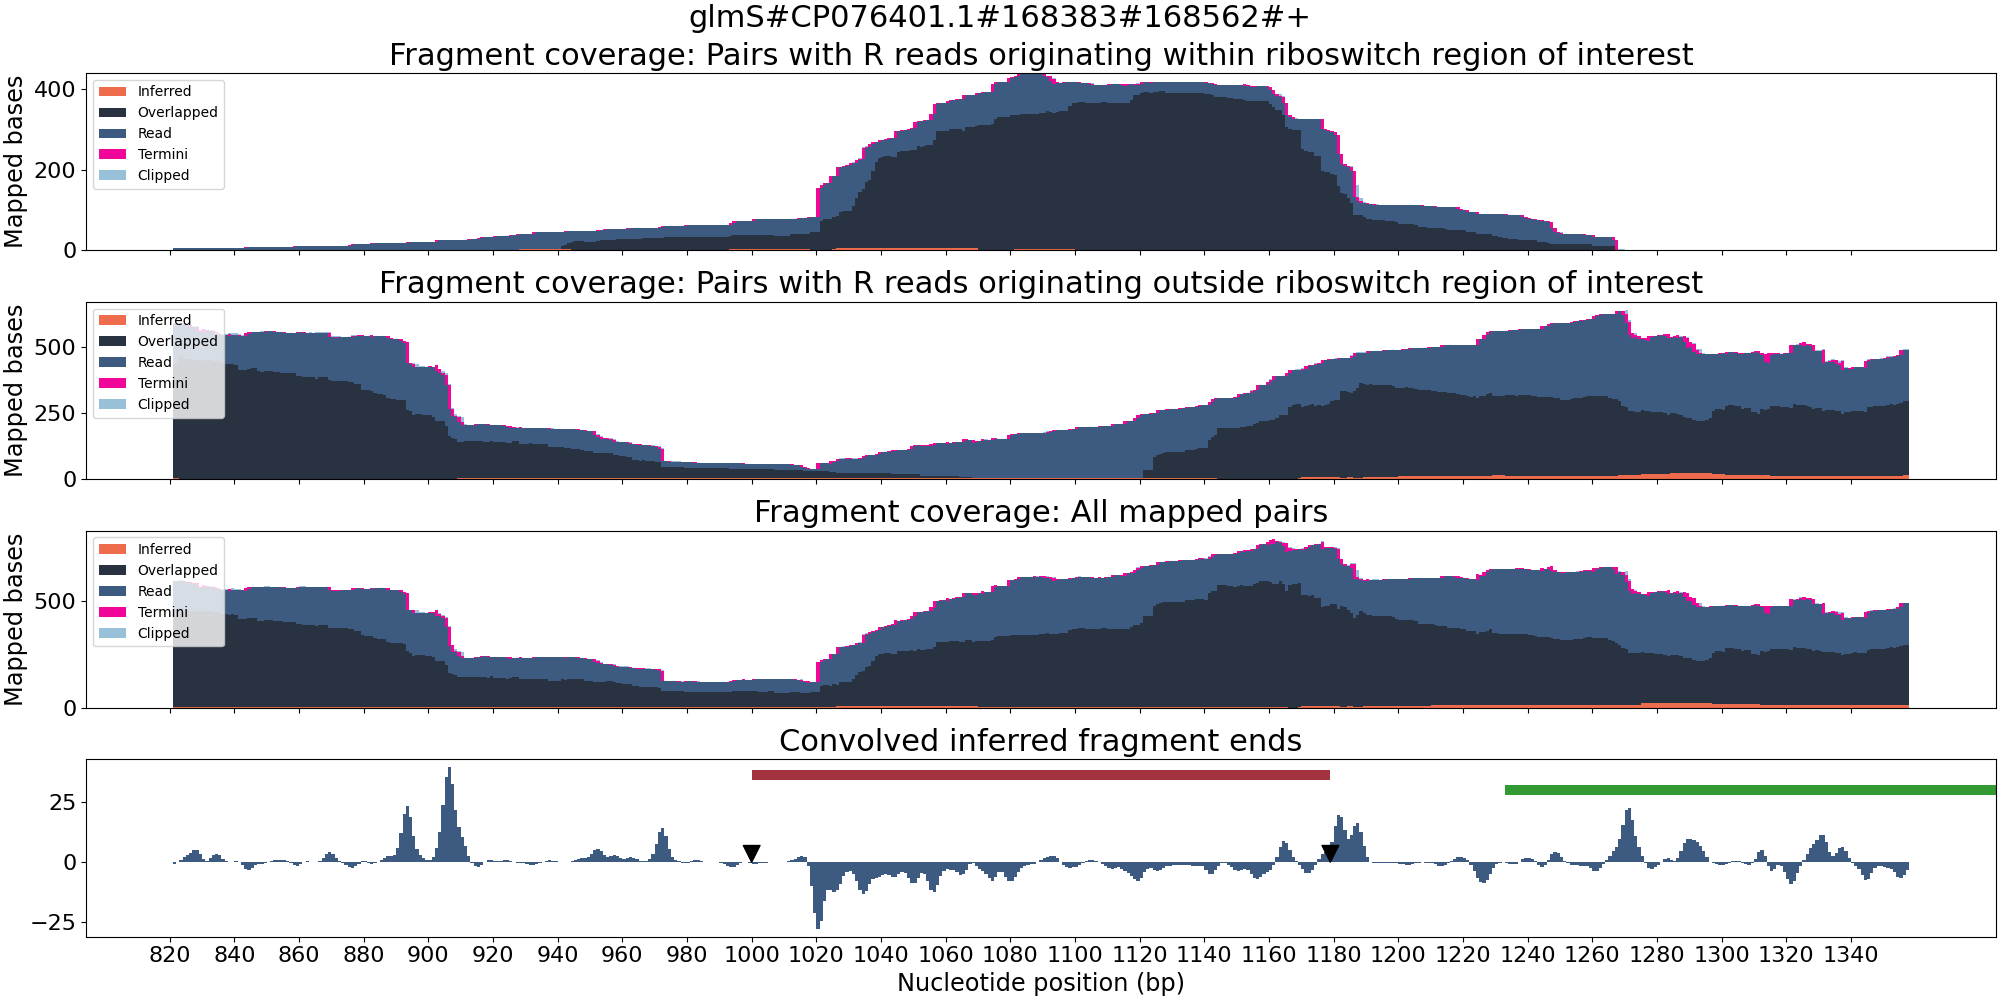 glmS#CP076401.1#168383#168562#+
Fragment coverage: Pairs with R reads originating within riboswitch region of interest
Mapped bases
400
200
0
Inferred
Overlapped
Read
Termini
Clipped
Fragment coverage: Pairs with R reads originating outside riboswitch region of interest
Mapped bases
500
250
0
Inferred
Overlapped
Read
Termini
Clipped
Fragment coverage: All mapped pairs
Mapped bases
500
0
Inferred
Overlapped
Read
Termini
Clipped
Convolved inferred fragment ends
25
0
−25
820 840 860 880 900 920 940 960 980 1000 1020 1040 1060 1080 1100 1120 1140 1160 1180 1200 1220 1240 1260 1280 1300 1320 1340
Nucleotide position (bp)